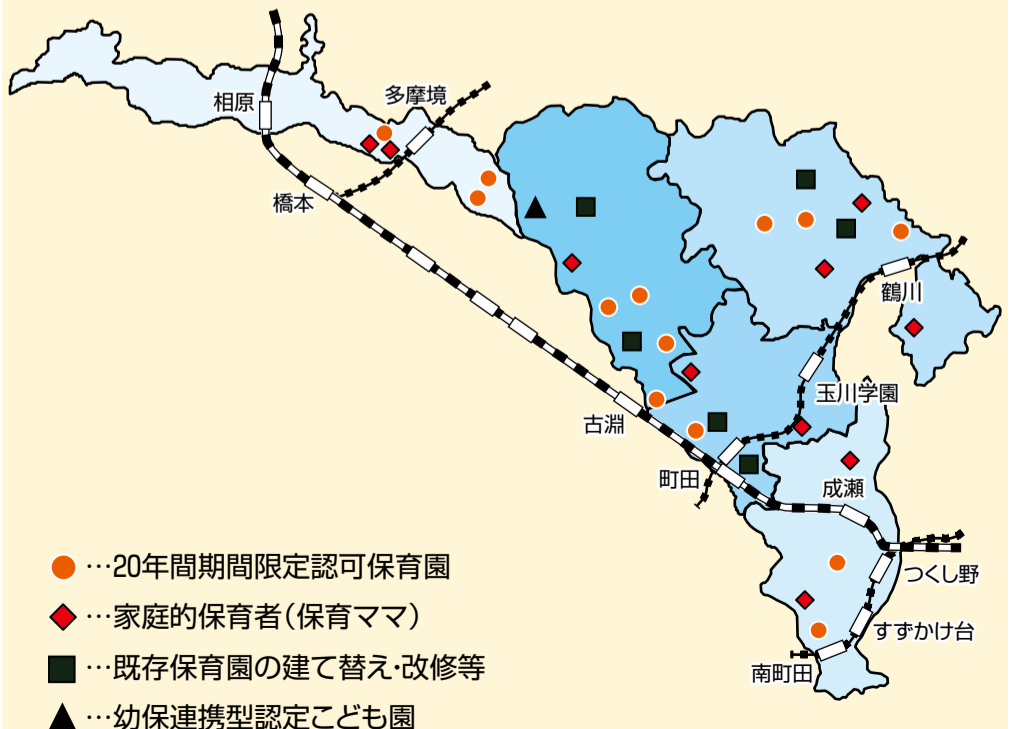 相原
多摩境
橋本
鶴川
玉川学園
古淵
町田
成瀬
つくし野
すずかけ台
南町田
…20年間期間限定認可保育園
…家庭的保育者(保育ママ)
…既存保育園の建て替え・改修等
…幼保連携型認定こども園